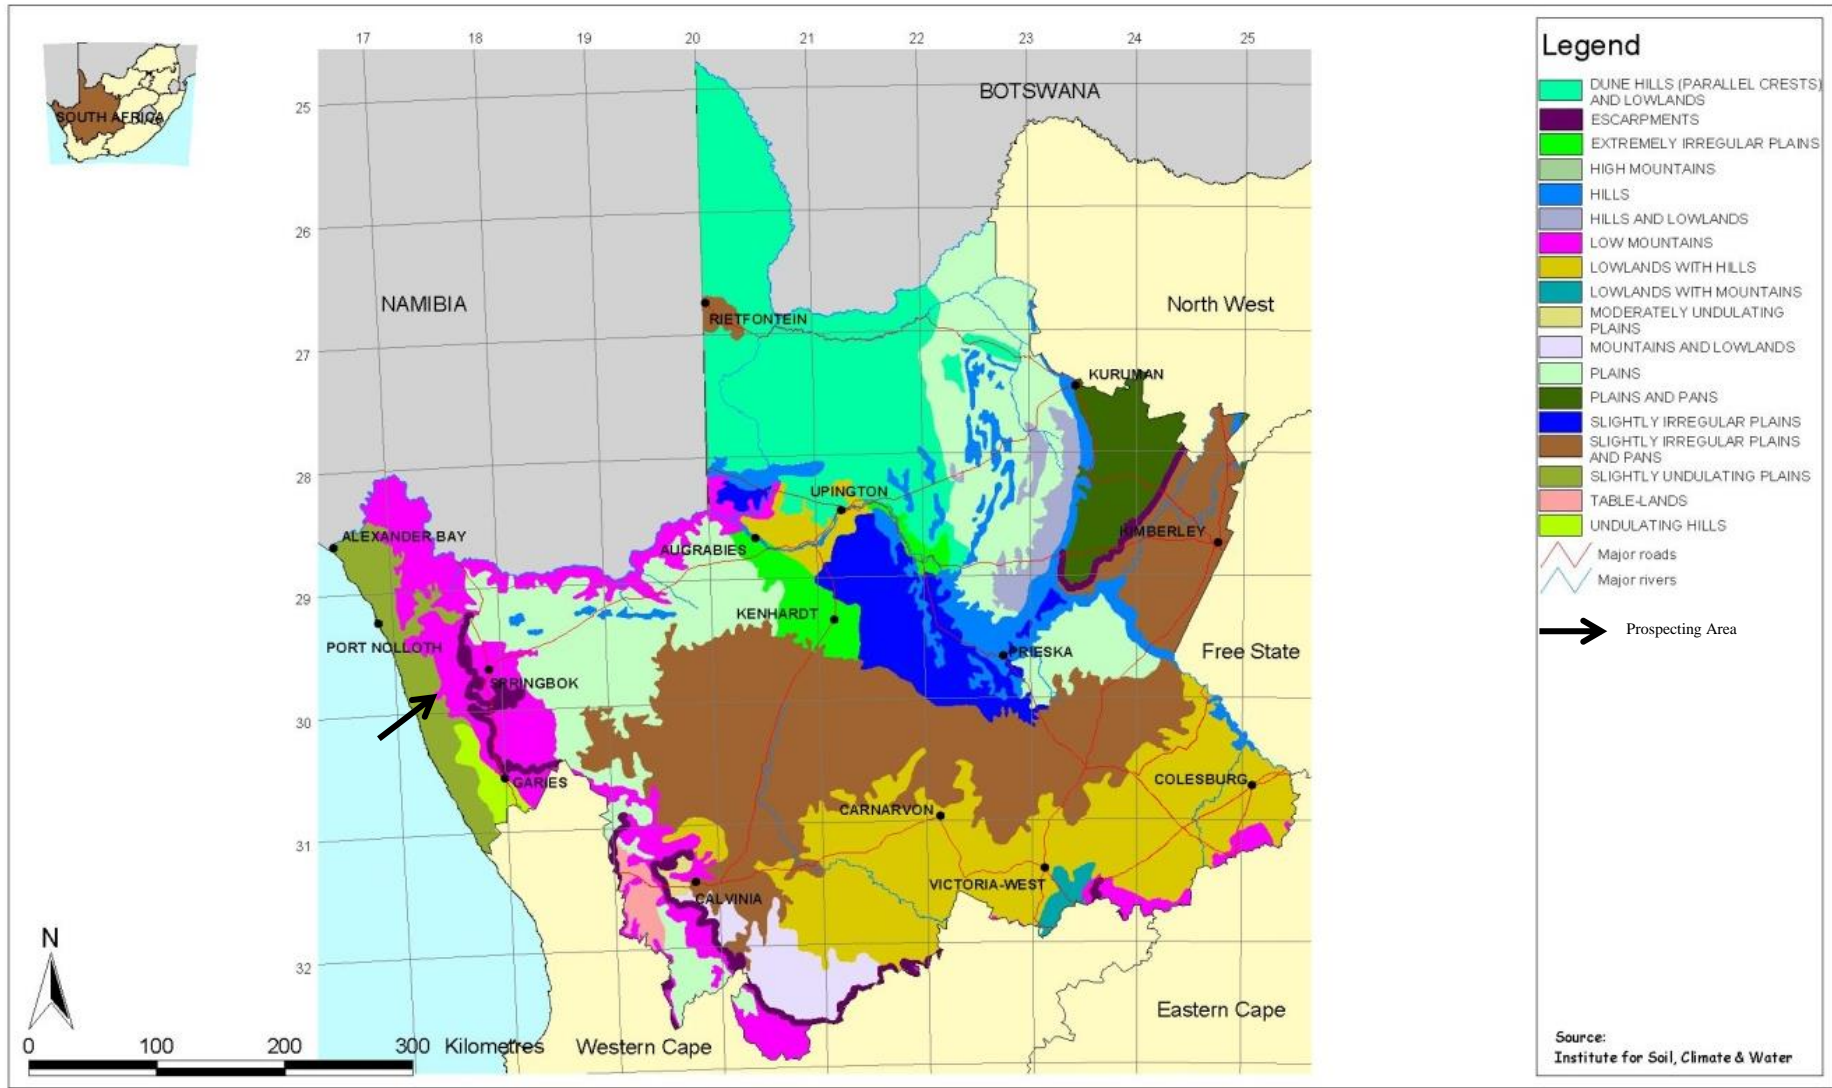 17 18 19 20 21 22 23 24 25
SOUTH AFRICA
25
26
27
28
29
30
31
32
BOTSWANA
NAMIBIA
North West
RIETFONTEIN
KURUMAN
UPINGTON
ALEXANDER BAY
KIMBERLEY
AUGRABIES
KENHARDT
PORT NOLLOTH
PRIESKA
Free State
SPRINGBOK
GARIES
COLESBURG
CARNARVON
VICTORIA-WEST
CALVINIA
Eastern Cape
Western Cape
N
0 100 200 300 Kilometres
Legend
DUNE HILLS (PARALLEL CRESTS)
AND LOWLANDS
ESCARPMENTS
EXTREMELY IRREGULAR PLAINS
HIGH MOUNTAINS
HILLS
HILLS AND LOWLANDS
LOW MOUNTAINS
LOWLANDS WITH HILLS
LOWLANDS WITH MOUNTAINS
MODERATELY UNDULATING
PLAINS
MOUNTAINS AND LOWLANDS
PLAINS
PLAINS AND PANS
SLIGHTLY IRREGULAR PLAINS
SLIGHTLY IRREGULAR PLAINS
AND PANS
SLIGHTLY UNDULATING PLAINS
TABLE-LANDS
UNDULATING HILLS
Major roads
Major rivers
Prospecting Area
Source:
Institute for Soil, Climate & Water